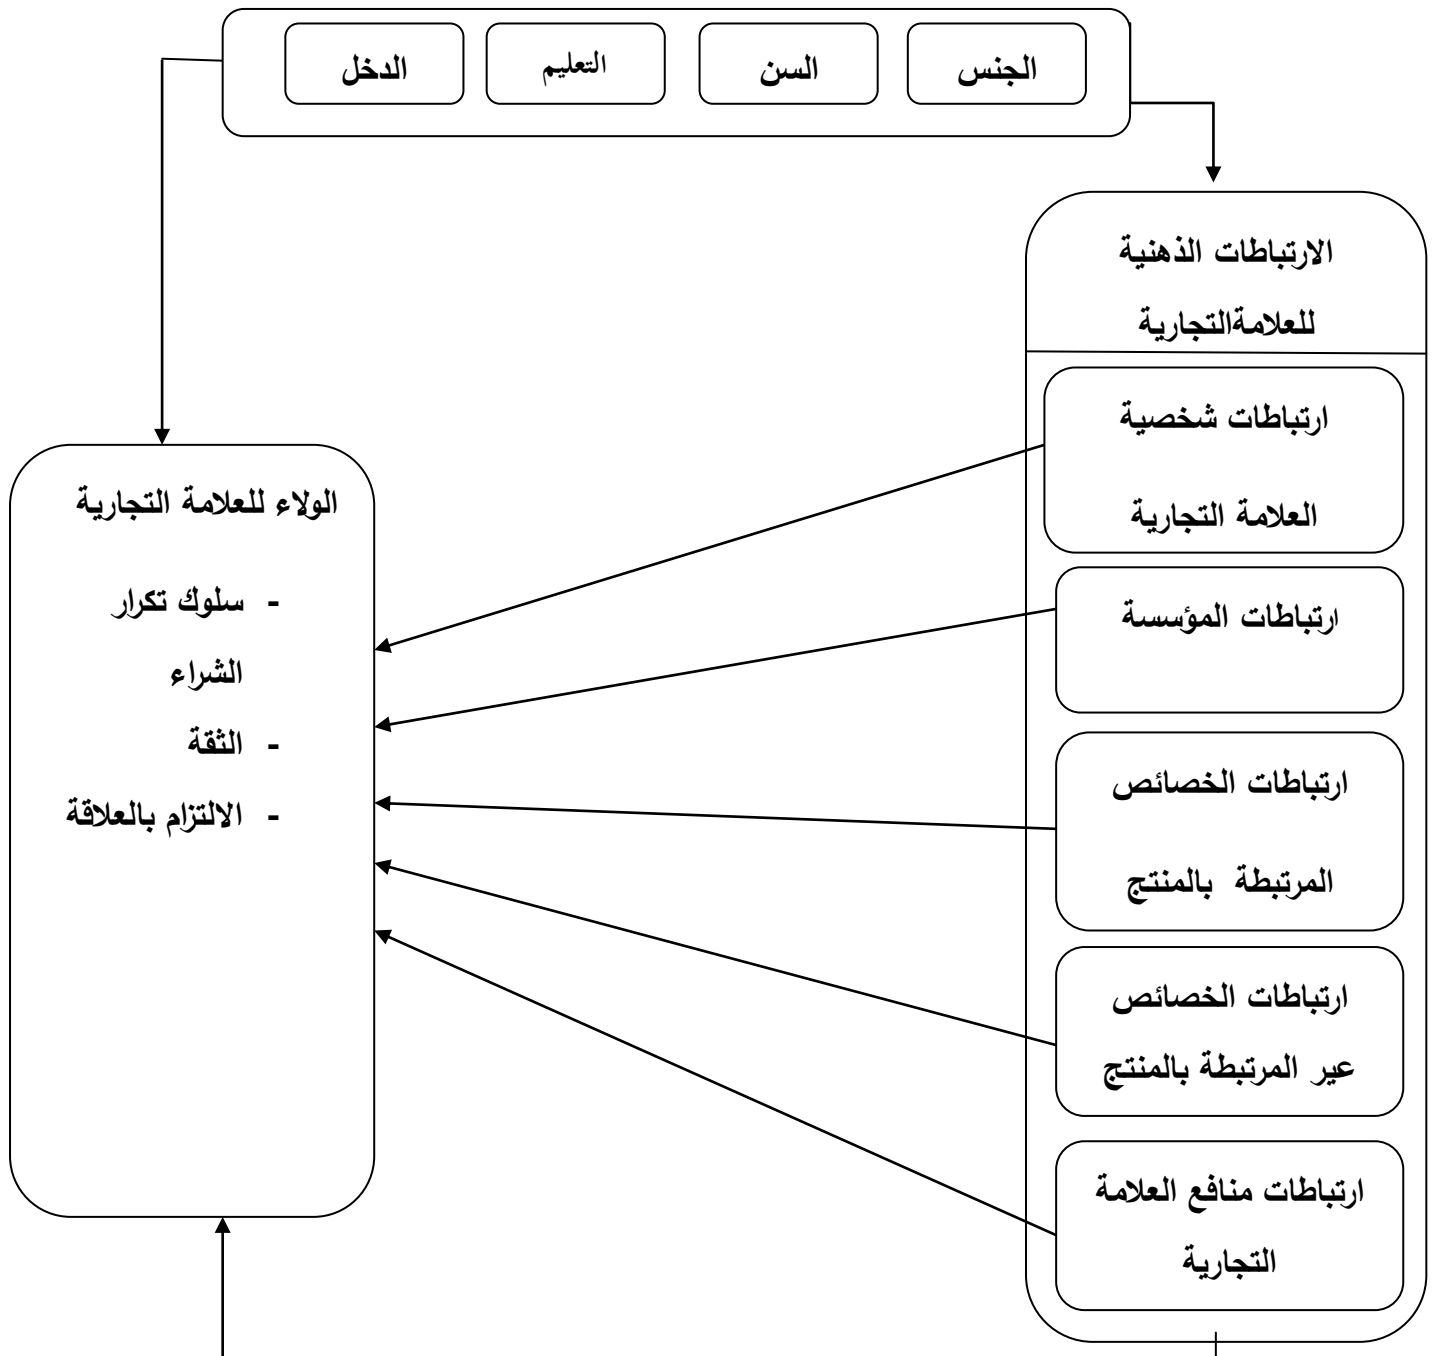 الجنس
السن
التعليم
الدخل
الارتباطات الذهنية
للعلامةالتجارية
ارتباطات شخصية
العلامة التجارية
ارتباطات المؤسسة
ارتباطات الخصائص
المرتبطة بالمنتج
ارتباطات الخصائص
عير المرتبطة بالمنتج
ارتباطات منافع العلامة
التجارية
الولاء للعلامة التجارية
- سلوك تكرار
الشراء
- الثقة
- الالتزام بالعلاقة